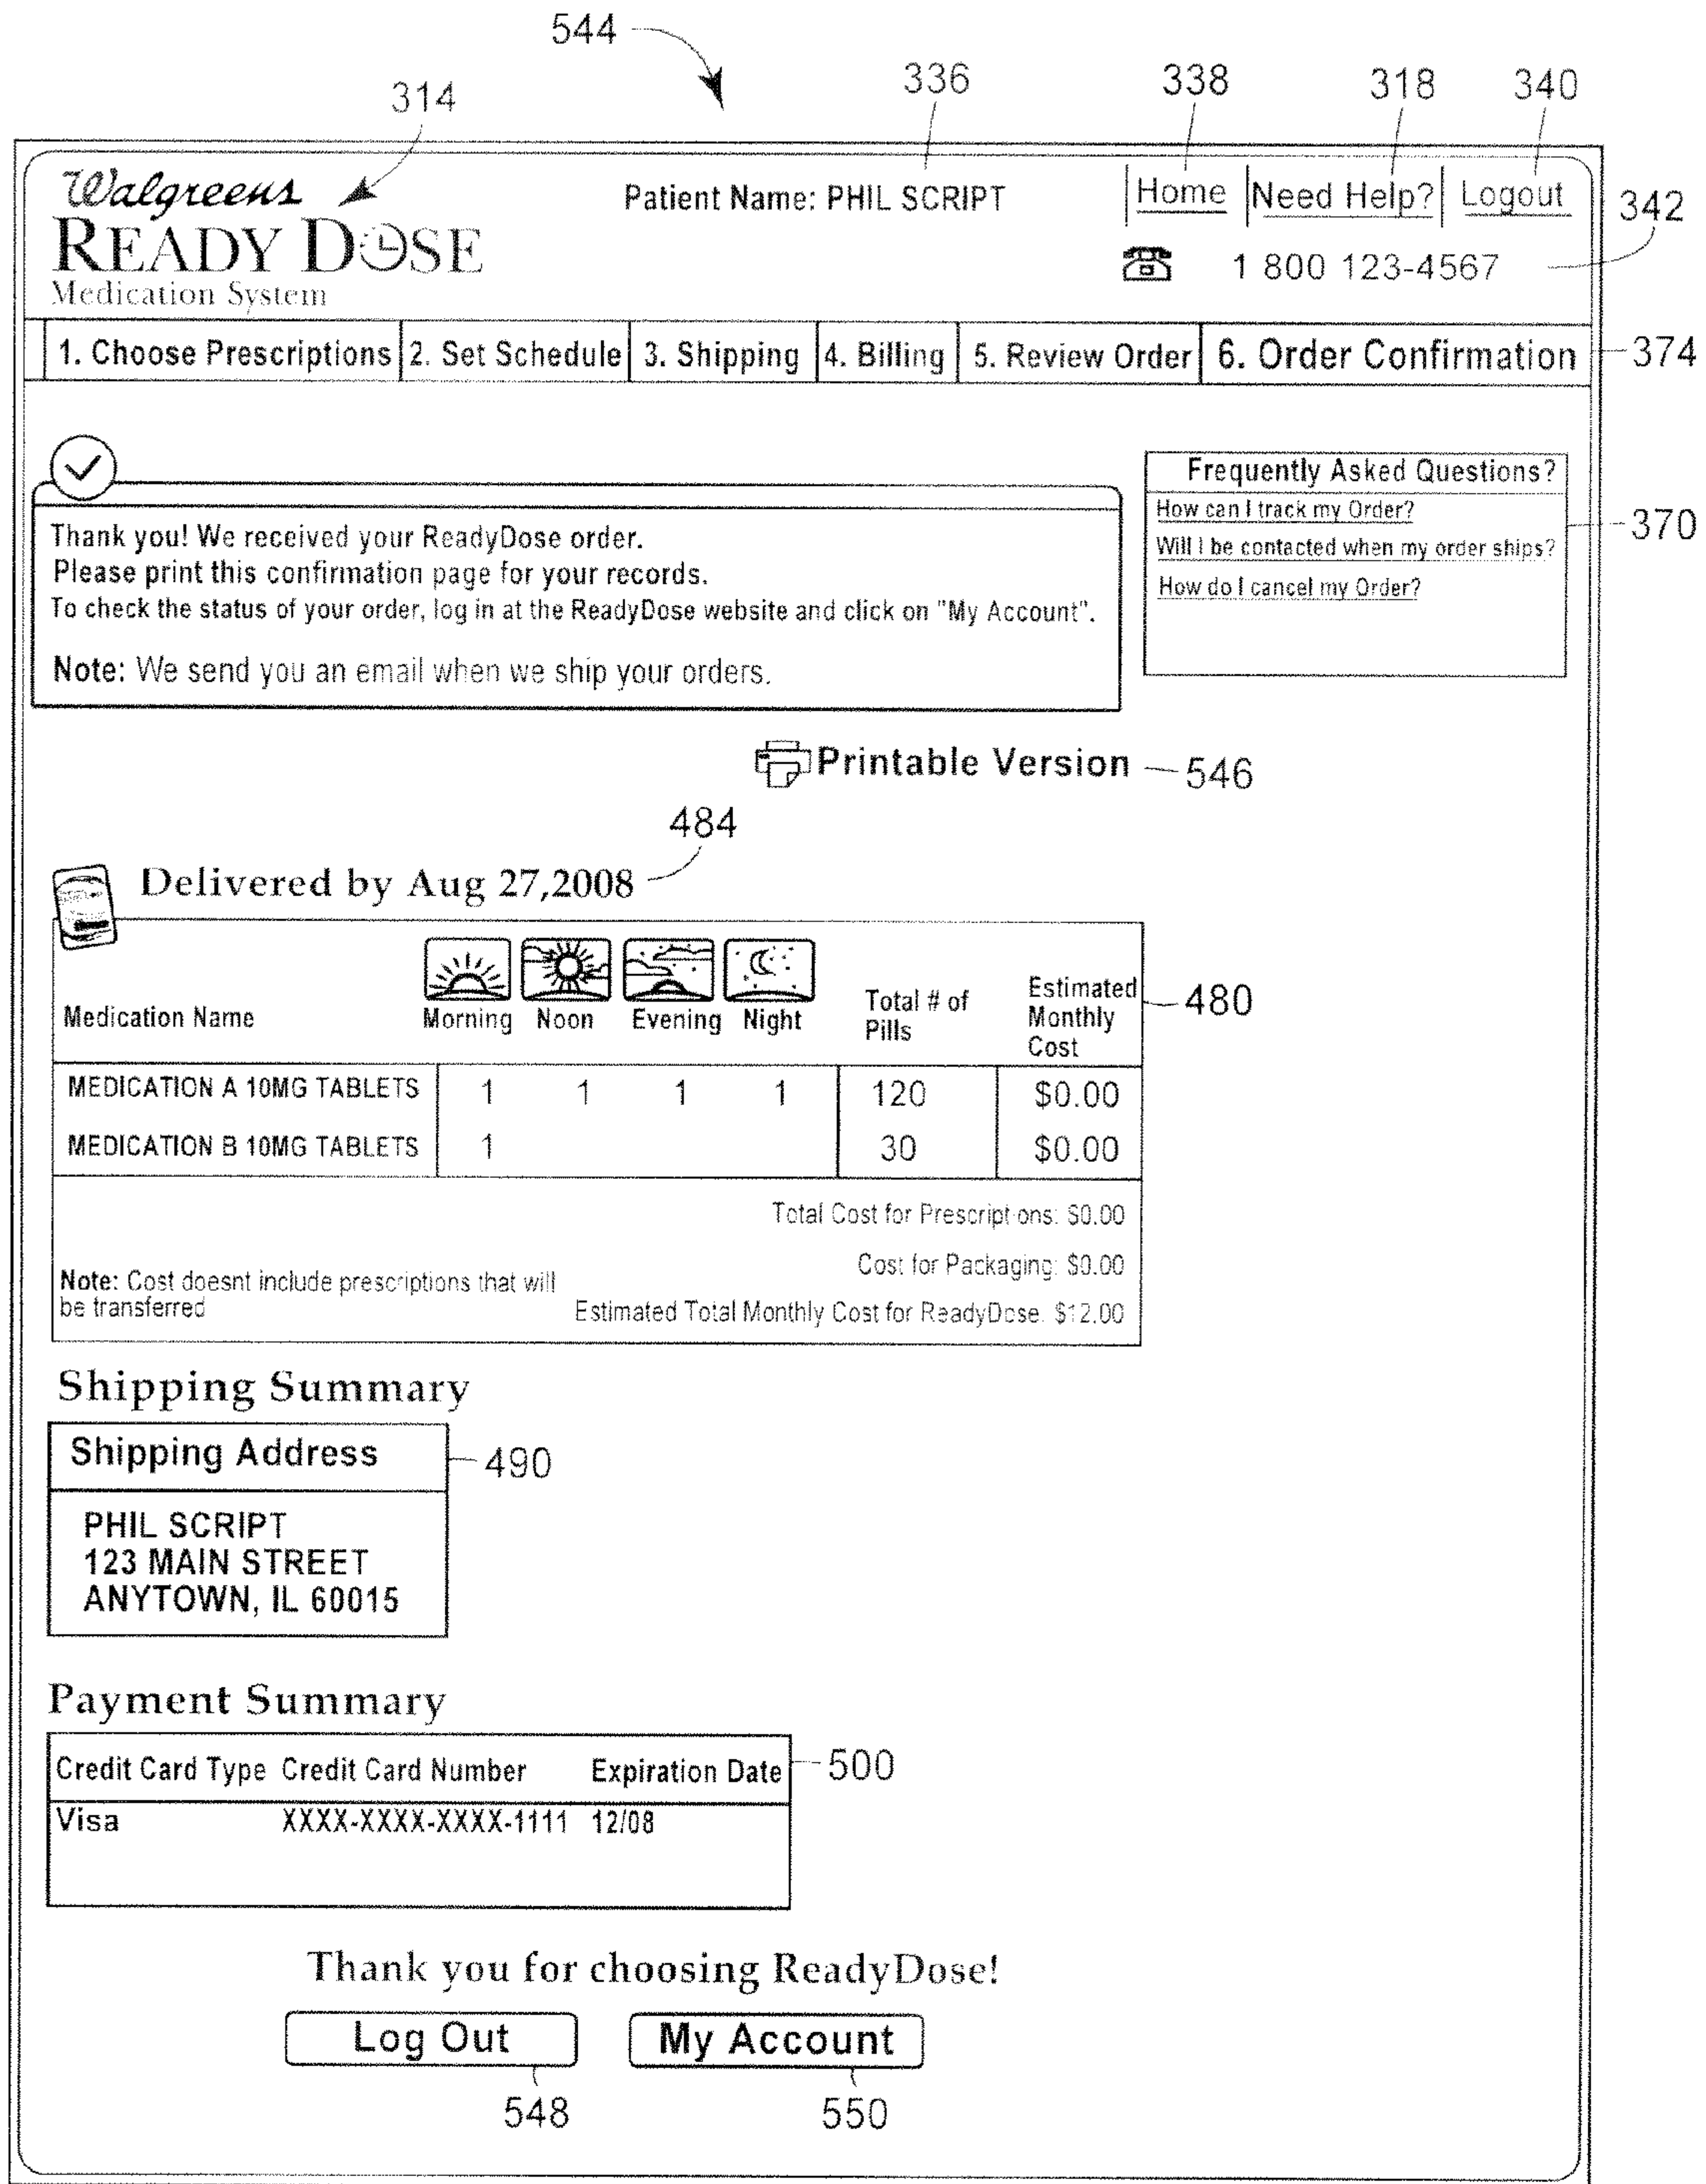 544
314
336
338
318
340
Walgreens
READY DOSE
Medication System
Patient Name: PHIL SCRIPT
Home
Need Help?
Logout
342
1 800 123-4567
1. Choose Prescriptions 2. Set Schedule 3. Shipping 4. Billing 5. Review Order 6. Order Confirmation
374
Thank you! We received your ReadyDose order.
Please print this confirmation page for your records.
To check the status of your order, log in at the ReadyDose website and click on "My Account".
Note: We send you an email when we ship your orders.
Frequently Asked Questions?
How can I track my Order?
Will I be contacted when my order ships?
How do I cancel my Order?
370
Printable Version
546
484
Delivered by Aug 27,2008
Medication Name
Morning Noon Evening Night
Total # of
Pills
Estimated
Monthly
Cost
480
MEDICATION A 10MG TABLETS 1 1 1 1 120 $0.00
MEDICATION B 10MG TABLETS 1 30 $0.00
Total Cost for Prescriptions: $0.00
Cost for Packaging: $0.00
Note: Cost doesnt include prescriptions that will
be transferred
Estimated Total Monthly Cost for ReadyDose. $12.00
Shipping Summary
Shipping Address
490
PHIL SCRIPT
123 MAIN STREET
ANYTOWN, IL 60015
Payment Summary
Credit Card Type Credit Card Number Expiration Date
500
Visa XXXX-XXXX-XXXX-1111 12/08
Thank you for choosing ReadyDose!
Log Out
My Account
548
550